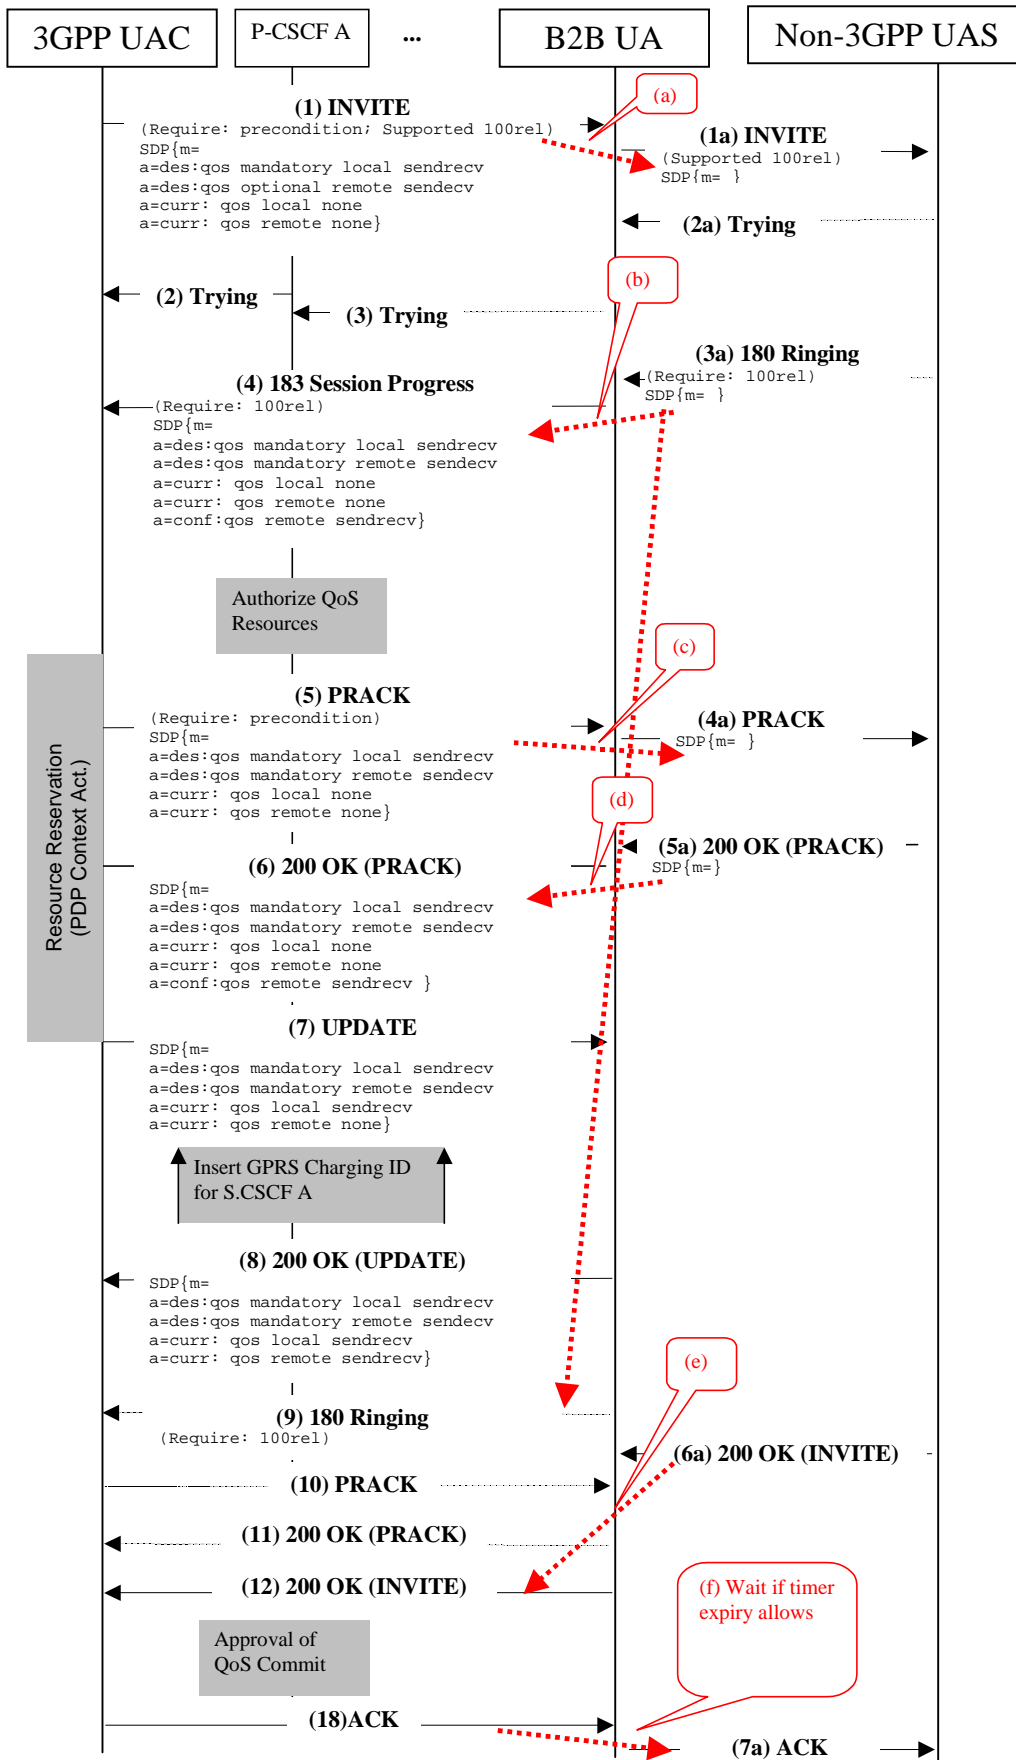 3GPP UAC
P-CSCF A
...
B2B UA
Non-3GPP UAS
(a)
(1) INVITE
(Require: precondition; Supported 100rel)
SDP{m=
a=des:qos mandatory local sendrecv
a=des:qos optional remote sendecv
a=curr: qos local none
a=curr: qos remote none}
(1a) INVITE
(Supported 100rel)
SDP{m= }
(2a) Trying
(b)
(2) Trying
(3) Trying
(3a) 180 Ringing
(Require: 100rel)
SDP{m= }
(4) 183 Session Progress
(Require: 100rel)
SDP{m=
a=des:qos mandatory local sendrecv
a=des:qos mandatory remote sendecv
a=curr: qos local none
a=curr: qos remote none
a=conf:qos remote sendrecv}
Authorize QoS
Resources
(c)
Resource Reservation
(PDP Context Act.)
(5) PRACK
(Require: precondition)
SDP{m=
a=des:qos mandatory local sendrecv
a=des:qos mandatory remote sendecv
a=curr: qos local none
a=curr: qos remote none}
(4a) PRACK
SDP{m= }
(d)
(5a) 200 OK (PRACK)
SDP{m=}
(6) 200 OK (PRACK)
SDP{m=
a=des:qos mandatory local sendrecv
a=des:qos mandatory remote sendecv
a=curr: qos local none
a=curr: qos remote none
a=conf:qos remote sendrecv }
(7) UPDATE
SDP{m=
a=des:qos mandatory local sendrecv
a=des:qos mandatory remote sendecv
a=curr: qos local sendrecv
a=curr: qos remote none}
Insert GPRS Charging ID
for S.CSCF A
(8) 200 OK (UPDATE)
SDP{m=
a=des:qos mandatory local sendrecv
a=des:qos mandatory remote sendecv
a=curr: qos local sendrecv
a=curr: qos remote sendrecv}
(e)
(9) 180 Ringing
(Require: 100rel)
(6a) 200 OK (INVITE)
(10) PRACK
(11) 200 OK (PRACK)
(12) 200 OK (INVITE)
(f) Wait if timer
expiry allows
Approval of
QoS Commit
(18)ACK
(7a) ACK